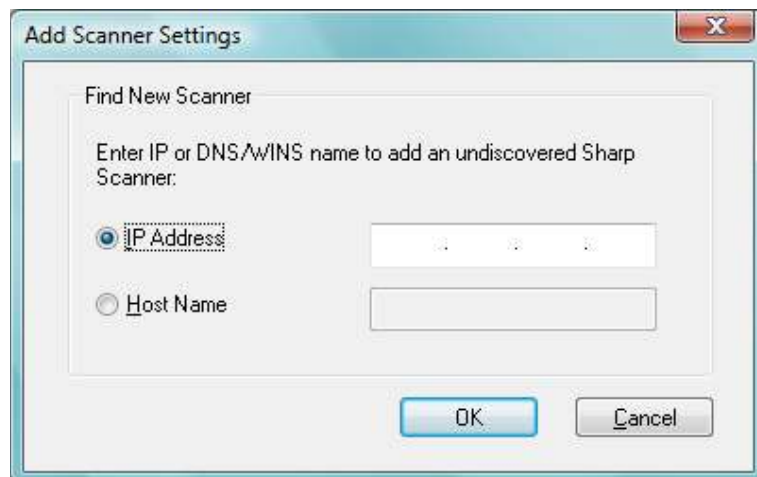 Add Scanner Settings
Find New Scanner
Enter IP or DNS/WINS name to add an undiscovered Sharp
Scanner:
IP Address
. . .
Host Name
OK
Cancel